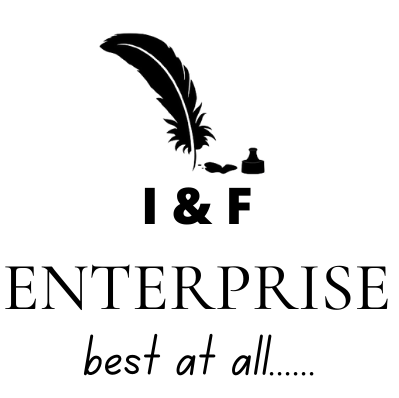 I & F
ENTERPRISE
best at all......